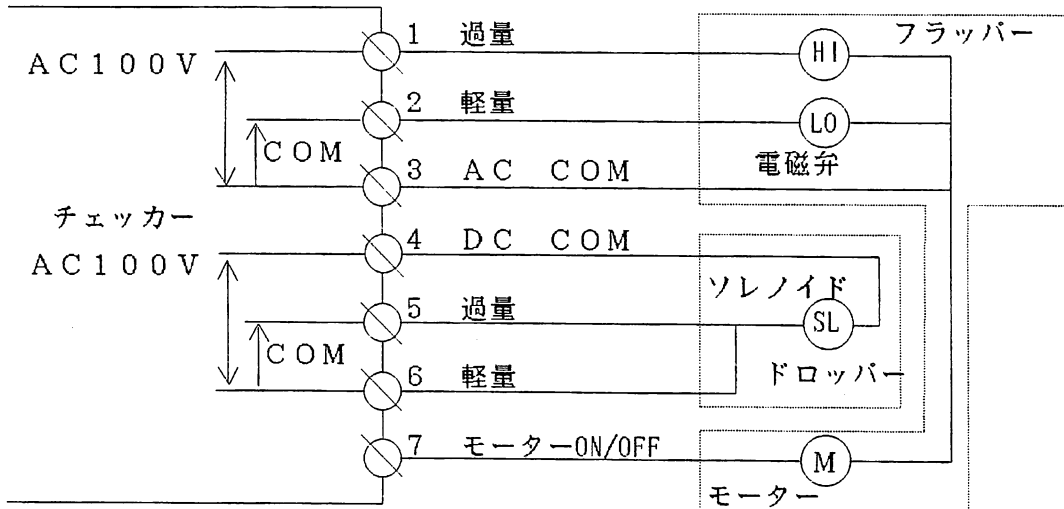 1 過量
HI
フラッパー
AC100V
2 軽量
LO
COM
電磁弁
3 AC COM
チェッカー
4 DC COM
AC100V
ソレノイド
5 過量
SL
COM
ドロッパー
6 軽量
7 モーターON/OFF
M
モーター